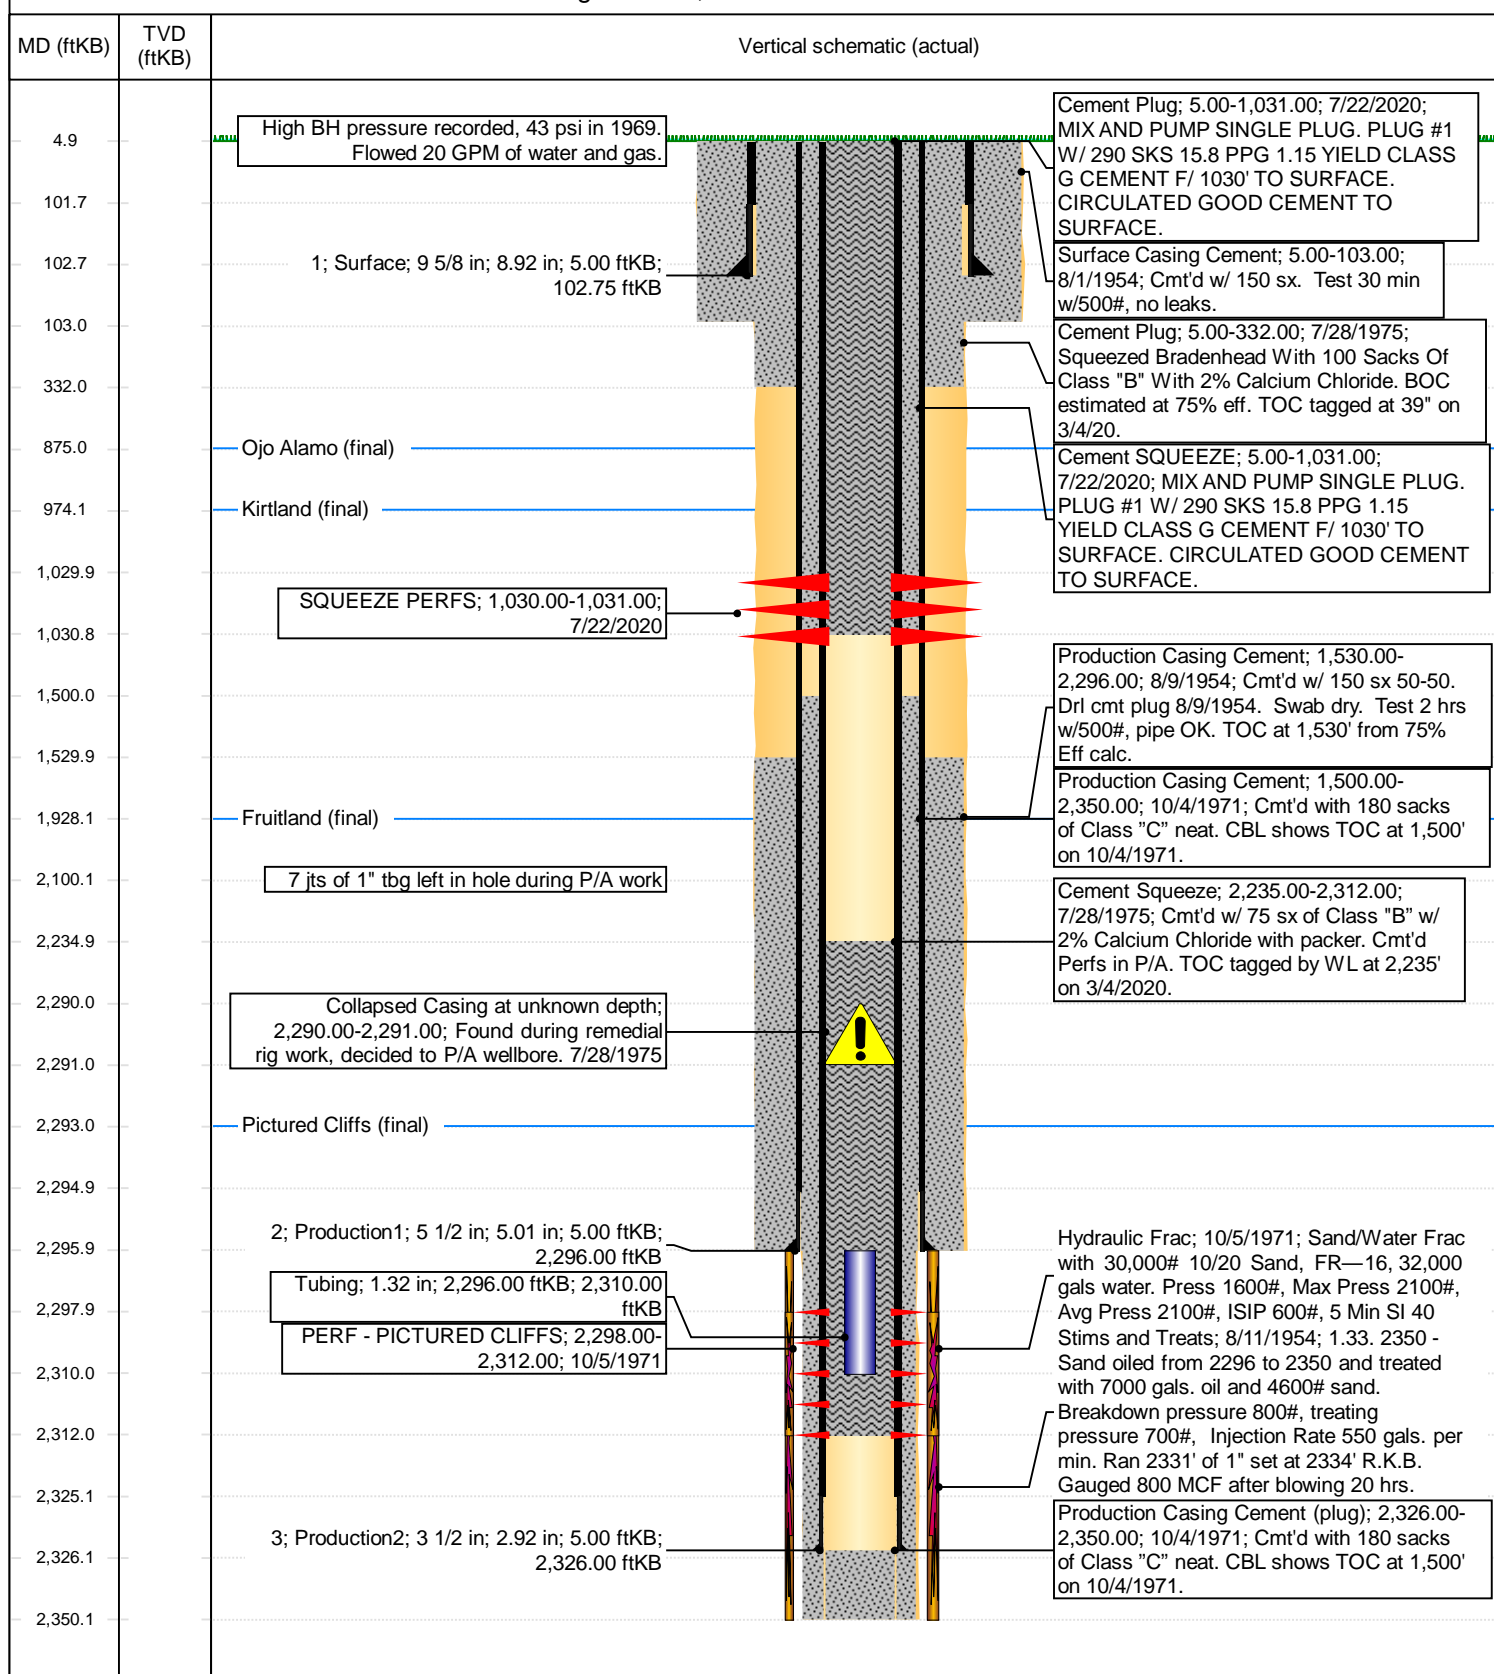 MD (ftKB)
TVD
(ftKB)
Vertical schematic (actual)
4.9
101.7
102.7
103.0
332.0
875.0
974.1
1,029.9
1,030.8
1,500.0
1,529.9
1,928.1
2,100.1
2,234.9
2,290.0
2,291.0
2,293.0
2,294.9
2,295.9
2,297.9
2,310.0
2,312.0
2,325.1
2,326.1
2,350.1
High BH pressure recorded, 43 psi in 1969.
Flowed 20 GPM of water and gas.
1; Surface; 9 5/8 in; 8.92 in; 5.00 ftKB;
102.75 ftKB
Ojo Alamo (final)
Kirtland (final)
SQUEEZE PERFS; 1,030.00-1,031.00;
7/22/2020
Fruitland (final)
7 jts of 1" tbg left in hole during P/A work
Collapsed Casing at unknown depth;
2,290.00-2,291.00; Found during remedial
rig work, decided to P/A wellbore. 7/28/1975
Pictured Cliffs (final)
2; Production1; 5 1/2 in; 5.01 in; 5.00 ftKB;
2,296.00 ftKB
Tubing; 1.32 in; 2,296.00 ftKB; 2,310.00
ftKB
PERF - PICTURED CLIFFS; 2,298.00-
2,312.00; 10/5/1971
3; Production2; 3 1/2 in; 2.92 in; 5.00 ftKB;
2,326.00 ftKB
Cement Plug; 5.00-1,031.00; 7/22/2020;
MIX AND PUMP SINGLE PLUG. PLUG #1
W/ 290 SKS 15.8 PPG 1.15 YIELD CLASS
G CEMENT F/ 1030' TO SURFACE.
CIRCULATED GOOD CEMENT TO
SURFACE.
Surface Casing Cement; 5.00-103.00;
8/1/1954; Cmt'd w/ 150 sx. Test 30 min
w/500#, no leaks.
Cement Plug; 5.00-332.00; 7/28/1975;
Squeezed Bradenhead With 100 Sacks Of
Class "B" With 2% Calcium Chloride. BOC
estimated at 75% eff. TOC tagged at 39" on
3/4/20.
Cement SQUEEZE; 5.00-1,031.00;
7/22/2020; MIX AND PUMP SINGLE PLUG.
PLUG #1 W/ 290 SKS 15.8 PPG 1.15
YIELD CLASS G CEMENT F/ 1030' TO
SURFACE. CIRCULATED GOOD CEMENT
TO SURFACE.
Production Casing Cement; 1,530.00-
2,296.00; 8/9/1954; Cmt'd w/ 150 sx 50-50.
Drl cmt plug 8/9/1954. Swab dry. Test 2 hrs
w/500#, pipe OK. TOC at 1,530' from 75%
Eff calc.
Production Casing Cement; 1,500.00-
2,350.00; 10/4/1971; Cmt'd with 180 sacks
of Class "C" neat. CBL shows TOC at 1,500'
on 10/4/1971.
Cement Squeeze; 2,235.00-2,312.00;
7/28/1975; Cmt'd w/ 75 sx of Class "B" w/
2% Calcium Chloride with packer. Cmt'd
Perfs in P/A. TOC tagged by WL at 2,235'
on 3/4/2020.
Hydraulic Frac; 10/5/1971; Sand/Water Frac
with 30,000# 10/20 Sand, FR—16, 32,000
gals water. Press 1600#, Max Press 2100#,
Avg Press 2100#, ISIP 600#, 5 Min SI 40
Stims and Treats; 8/11/1954; 1.33. 2350 -
Sand oiled from 2296 to 2350 and treated
with 7000 gals. oil and 4600# sand.
Breakdown pressure 800#, treating
pressure 700#, Injection Rate 550 gals. per
min. Ran 2331' of 1" set at 2334' R.K.B.
Gauged 800 MCF after blowing 20 hrs.
Production Casing Cement (plug); 2,326.00-
2,350.00; 10/4/1971; Cmt'd with 180 sacks
of Class "C" neat. CBL shows TOC at 1,500'
on 10/4/1971.